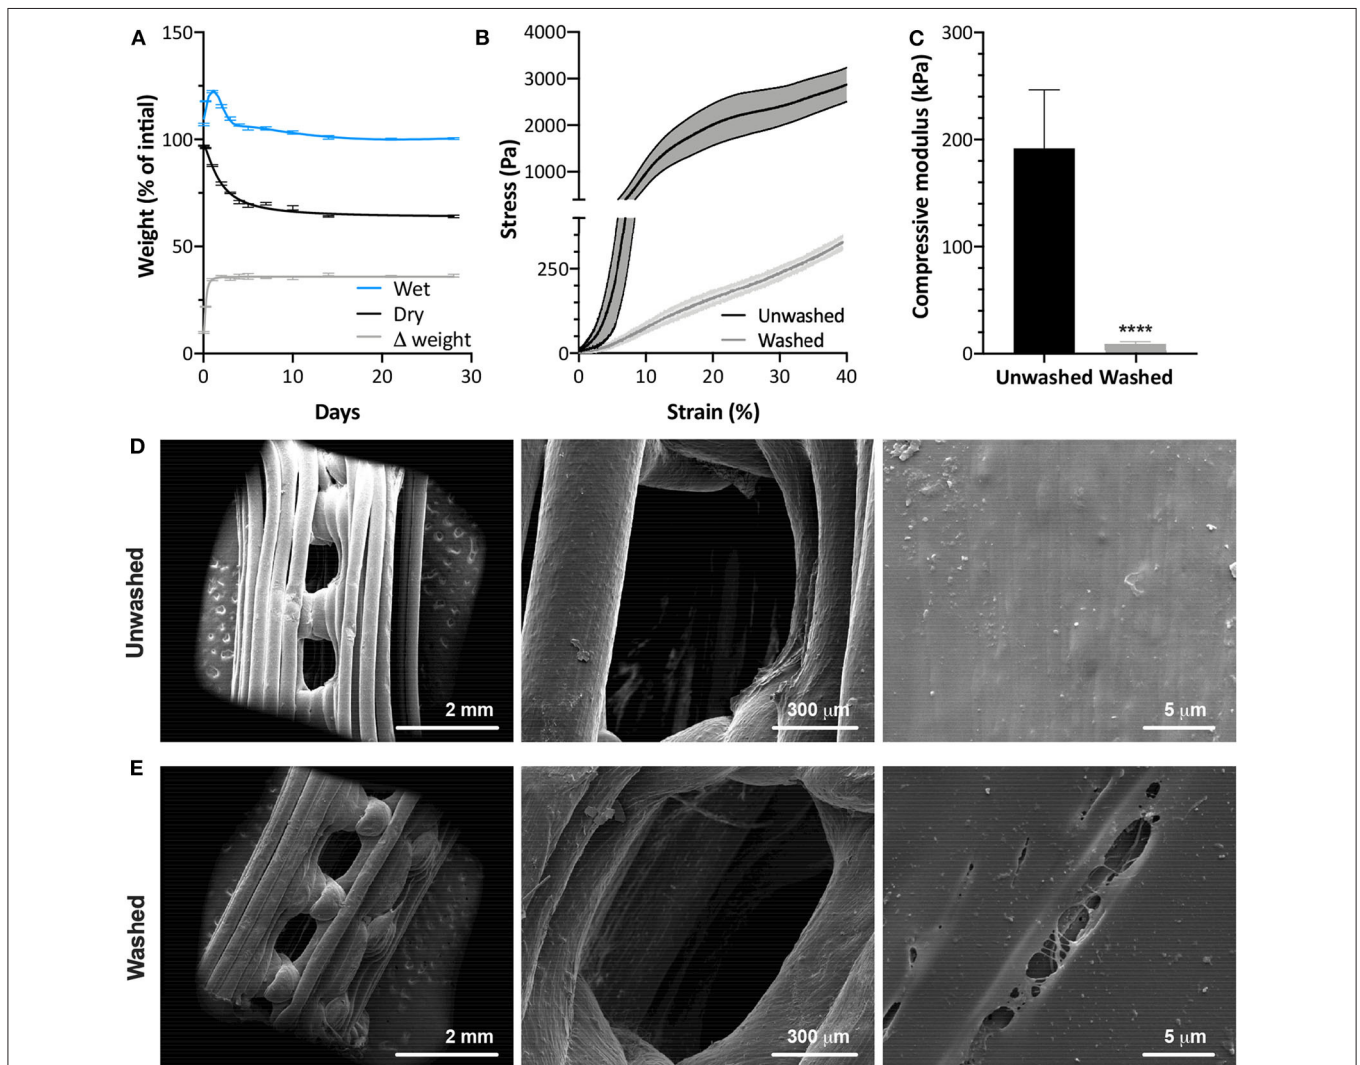 A
150
100
50
0
Weight (% of intial)
Wet
Dry
Δ weight
0
10
20
30
Days
B
4000
3000
2000
1000
250
0
Stress (Pa)
Unwashed
Washed
0
10
20
30
40
Strain (%)
C
300
200
100
0
Compressive modulus (kPa)
****
Unwashed Washed
D
Unwashed
2 mm
300 μm
5 μm
E
Washed
2 mm
300 μm
5 μm